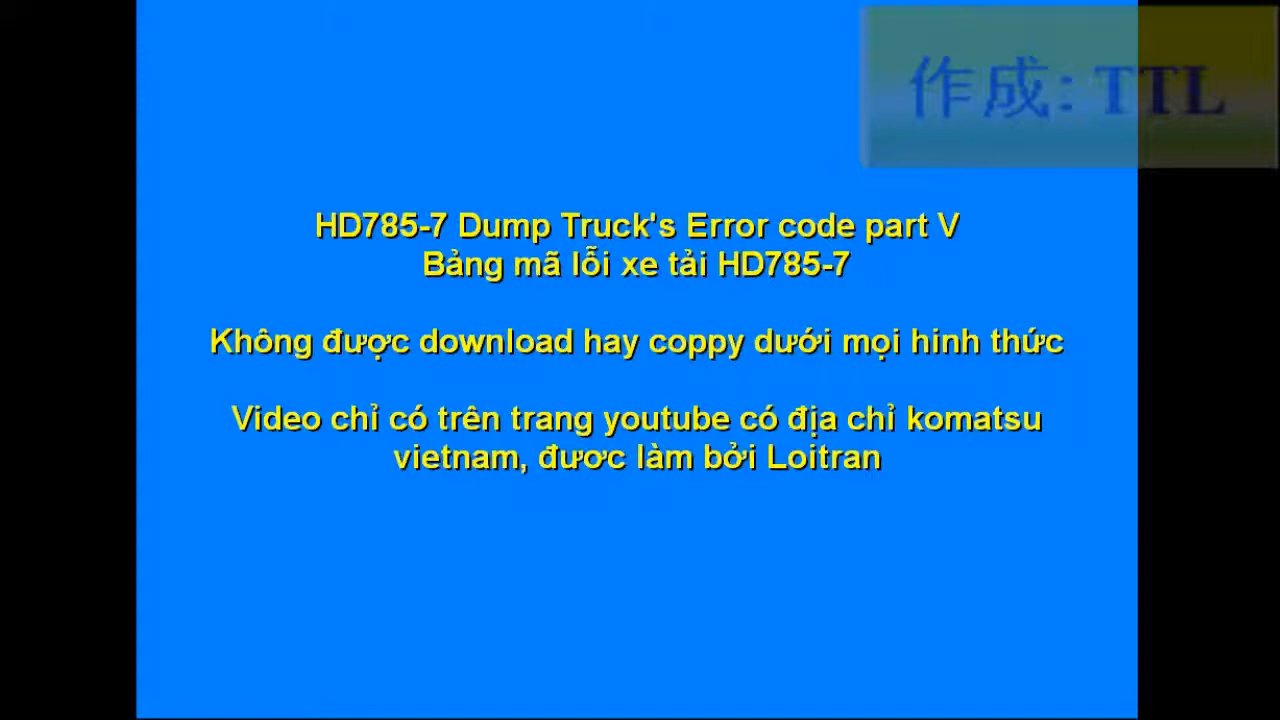 作成: TTL
HD785-7 Dump Truck's Error code part V
Bảng mã lỗi xe tải HD785-7
Không được download hay coppy dưới mọi hinh thức
Video chỉ có trên trang youtube có địa chỉ komatsu
vietnam, đươc làm bởi Loitran